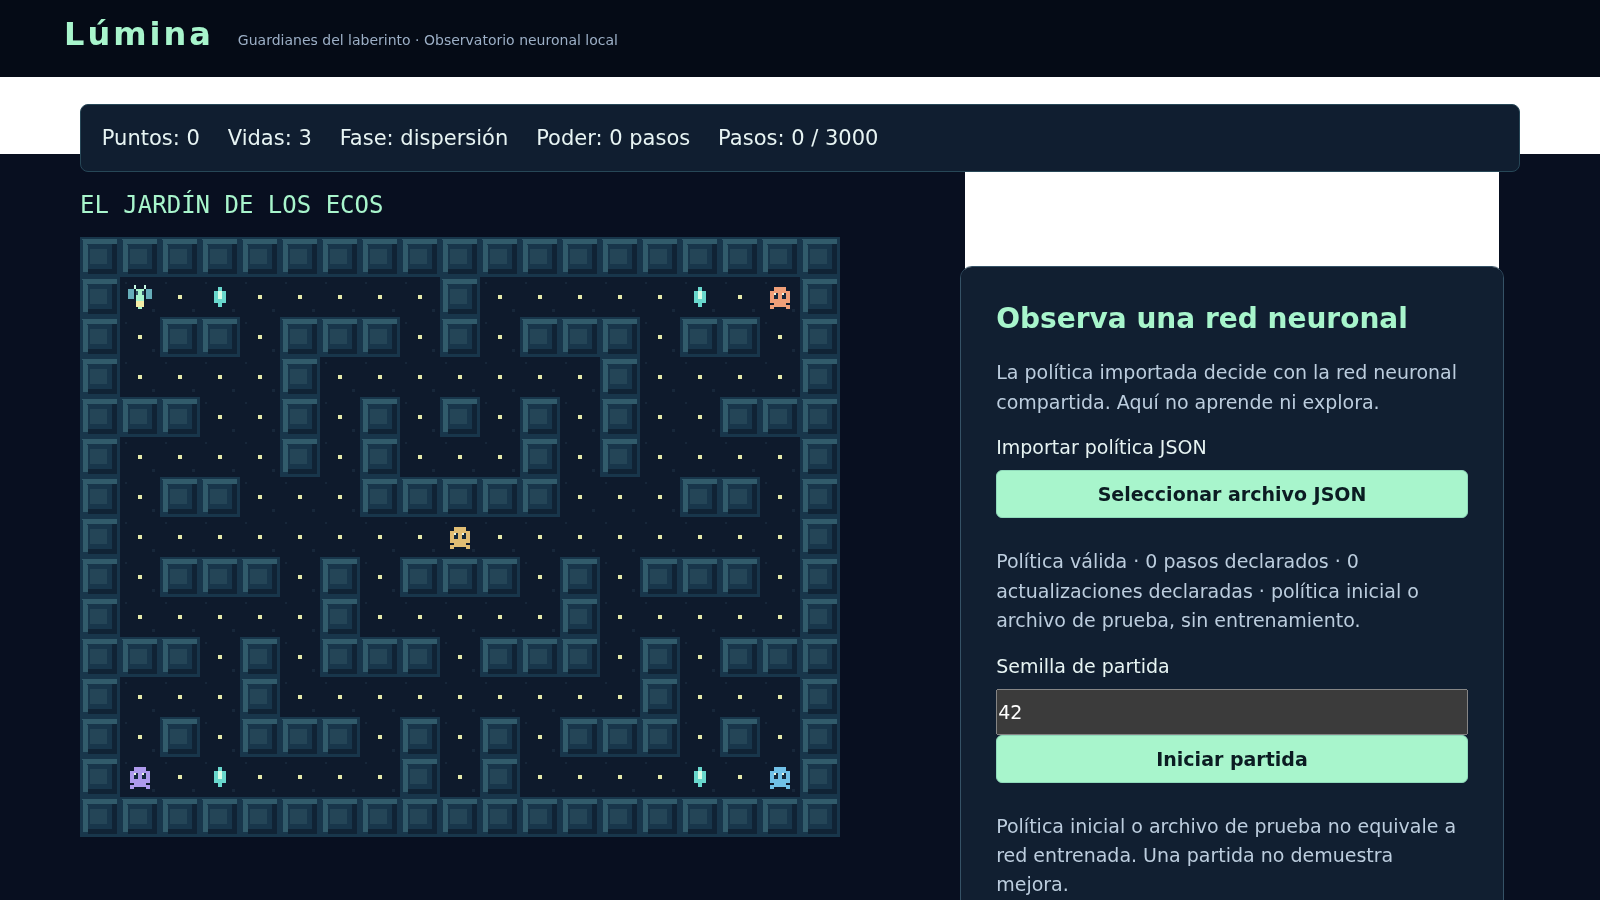 Lúmina
Guardianes del laberinto · Observatorio neuronal local
Puntos: 0 Vidas: 3 Fase: dispersión Poder: 0 pasos Pasos: 0 / 3000
EL JARDÍN DE LOS ECOS
Observa una red neuronal
La política importada decide con la red neuronal
compartida. Aquí no aprende ni explora.
Importar política JSON
Seleccionar archivo JSON
Política válida · 0 pasos declarados · 0
actualizaciones declaradas · política inicial o
archivo de prueba, sin entrenamiento.
Semilla de partida
42
Iniciar partida
Política inicial o archivo de prueba no equivale a
red entrenada. Una partida no demuestra
mejora.